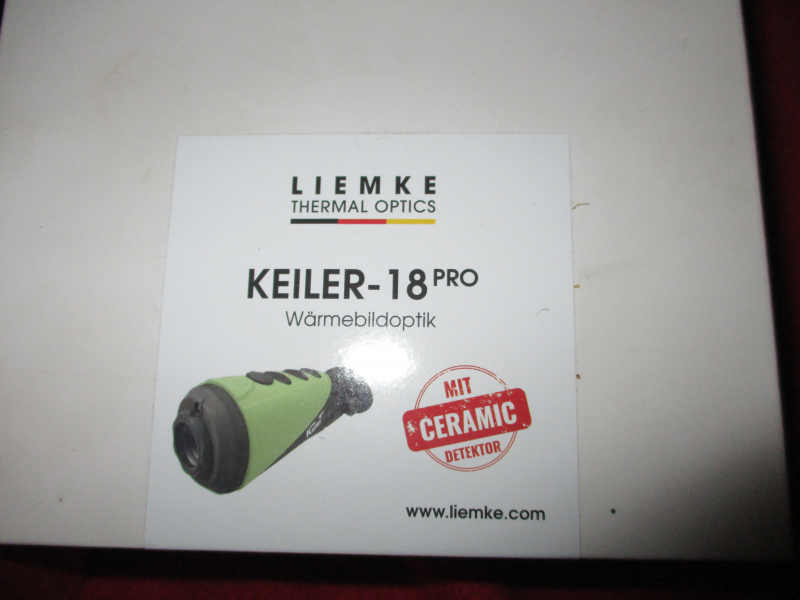 LIEMKE
THERMAL OPTICS
KEILER-18 PRO
Wärmebildoptik
MIT
CERAMIC
DETEKTOR
www.liemke.com